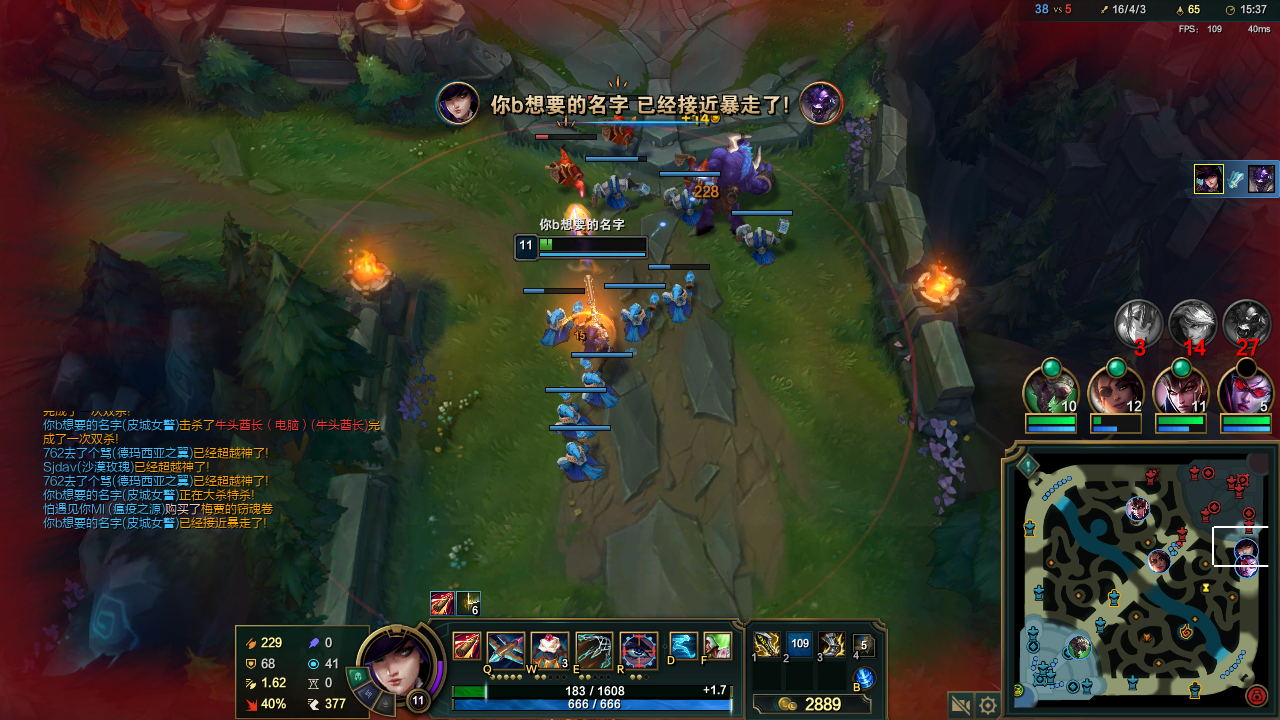 38 vs 5 16/4/3 65 15:37
FPS: 109 40ms
你b想要的名字 已经接近暴走了!
+14
228
你b想要的名字
11
15
3 14 27
10 12 11 5
完成了一次双杀!
你b想要的名字(皮城女警)击杀了牛头酋长(电脑)(牛头酋长)完
成了一次双杀!
762去了个骂(德玛西亚之翼)已经超越神了!
Sjdav(沙漠玫瑰)已经超越神了!
762去了个骂(德玛西亚之翼)已经超越神了!
你b想要的名字(皮城女警)正在大杀特杀!
怕遇见你Ml (瘟疫之源)购买了梅贾的窃魂卷
你b想要的名字(皮城女警)已经接近暴走了!
6
229 0
68 41
1.62 0
40% 377
11
Q W 3 E R D F
183 / 1608 +1.7
666 / 666
1 2 109 3 4 5
B
2889